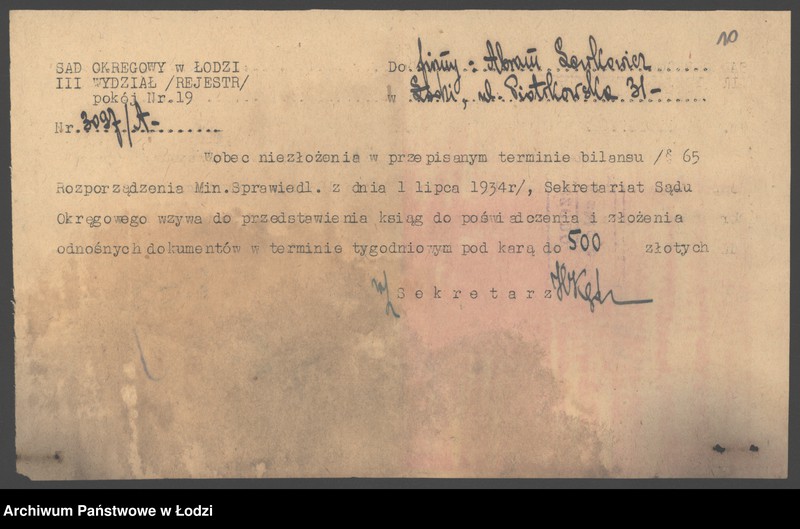 10
SĄD OKRĘGOWY w ŁODZI
III WYDZIAŁ /REJESTR/
pokój Nr.19
Nr. 3097/A-
Do firmy: Abram
w Łodzi, ul. Piotrkowska 31-
Wobec niezłożenia w przepisanym terminie bilansu /§ 65
Rozporządzenia Min.Sprawiedl. z dnia 1 lipca 1934r/, Sekretariat Sądu
Okręgowego wzywa do przedstawienia ksiąg do poświadczenia i złożenia
odnośnych dokumentów w terminie tygodniowym pod karą do 500 złotych
w/z Sekretarz
Archiwum Państwowe w Łodzi